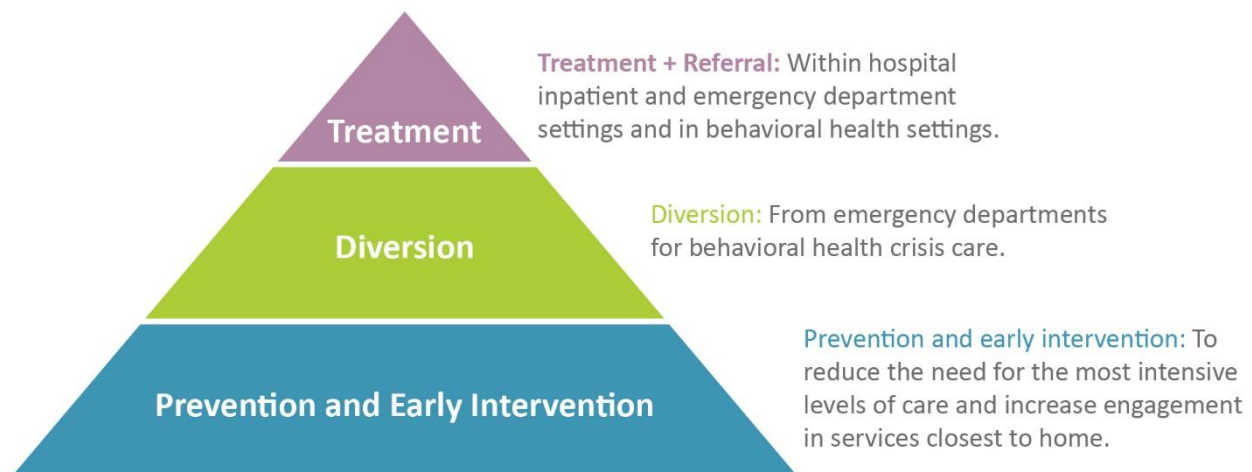 Treatment
Treatment + Referral: Within hospital
inpatient and emergency department
settings and in behavioral health settings.
Diversion
Diversion: From emergency departments
for behavioral health crisis care.
Prevention and Early Intervention
Prevention and early intervention: To
reduce the need for the most intensive
levels of care and increase engagement
in services closest to home.